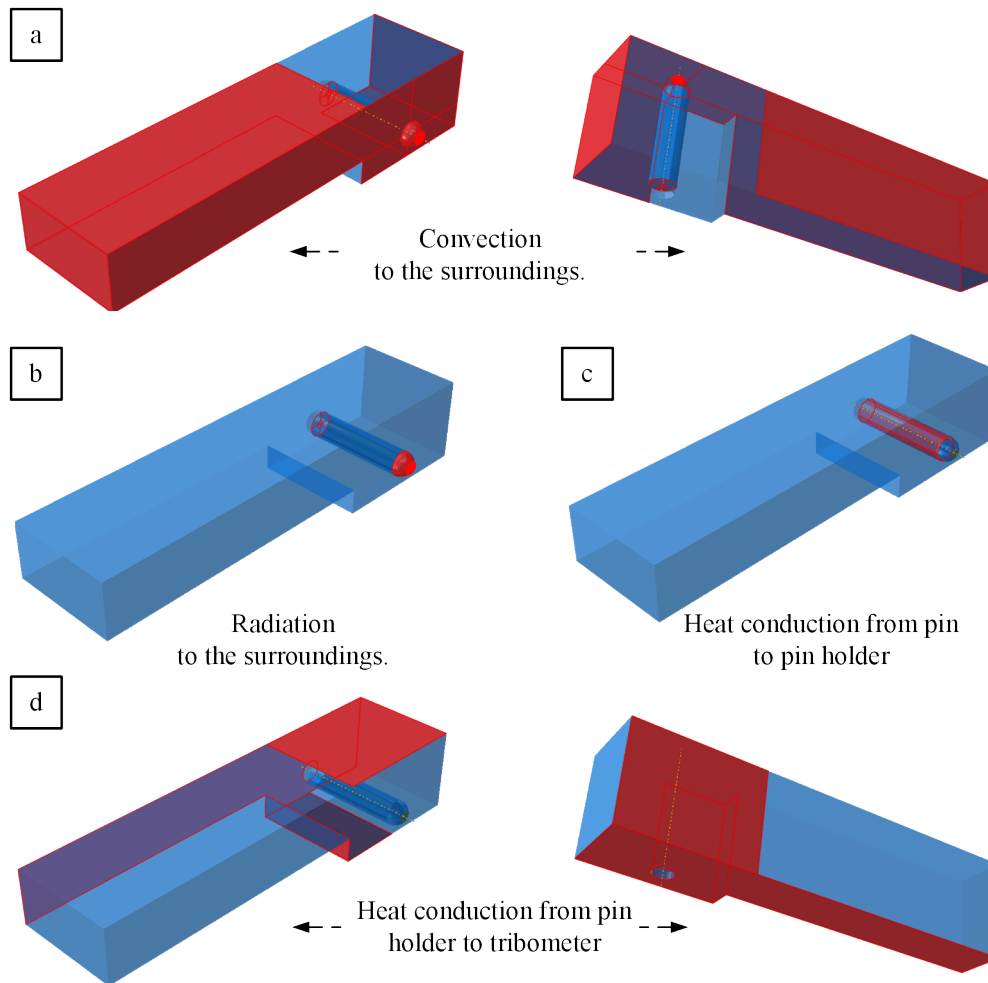 a
Convection
to the surroundings.
b
c
Radiation
to the surroundings.
Heat conduction from pin
to pin holder
d
Heat conduction from pin
holder to tribometer